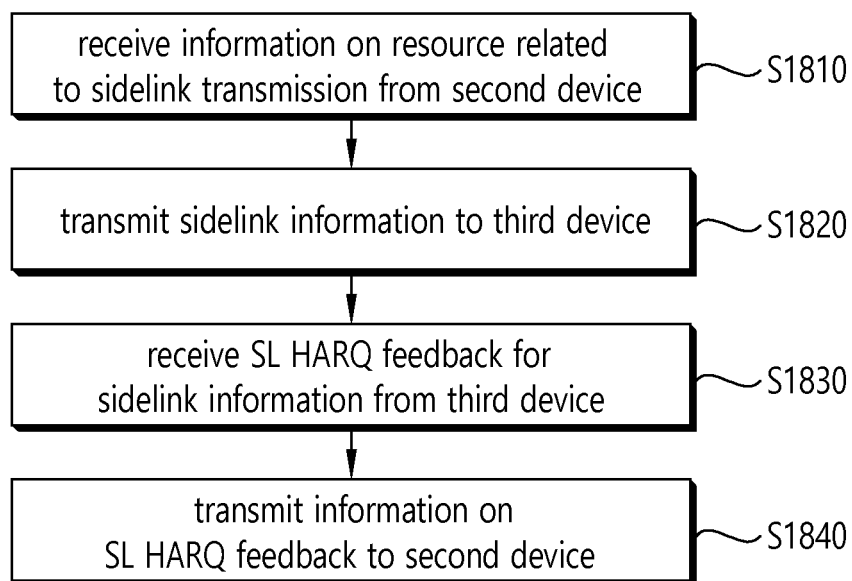 receive information on resource related
to sidelink transmission from second device
S1810
transmit sidelink information to third device
S1820
receive SL HARQ feedback for
sidelink information from third device
S1830
transmit information on
SL HARQ feedback to second device
S1840